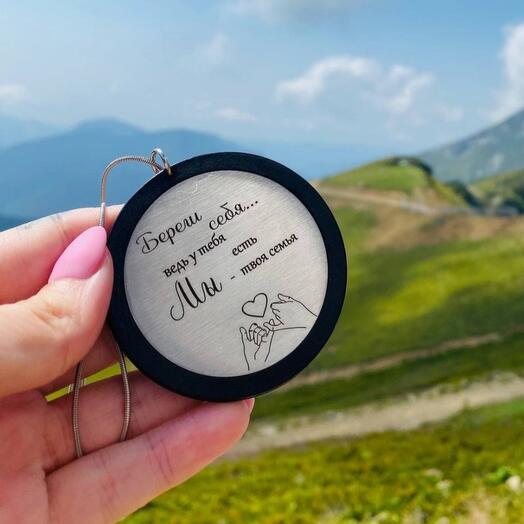 Береги себя...
ведь у тебя есть
Мы - твоя семья